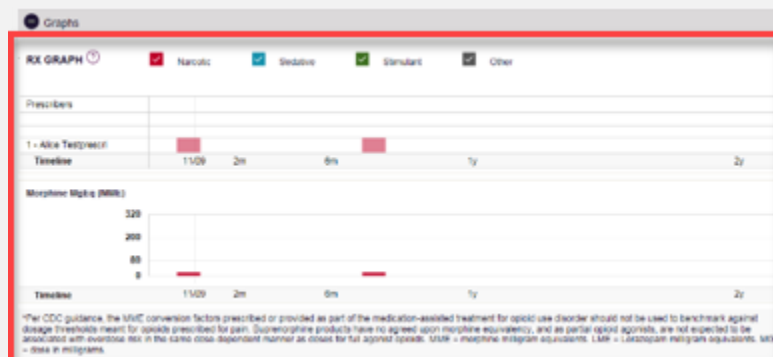 Graphs
RX GRAPH ?
Narcotic Sedative Stimulant Other
Prescribers
1 - Alice Testprescri
Timeline 11/09 2m 6m 1y 2y
Morphine MgEq (MME)
320
200
80
0
Timeline 11/09 2m 6m 1y 2y
*Per CDC guidance, the MME conversion factors prescribed or provided as part of the medication-assisted treatment for opioid use disorder should not be used to benchmark against
dosage thresholds meant for opioids prescribed for pain. Buprenorphine products have no agreed upon morphine equivalency, and as partial opioid agonists, are not expected to be
associated with overdose risk in the same dose-dependent manner as doses for full agonist opioids. MME = morphine milligram equivalents. LME = Lorazepam milligram equivalents.
= dose in milligrams.